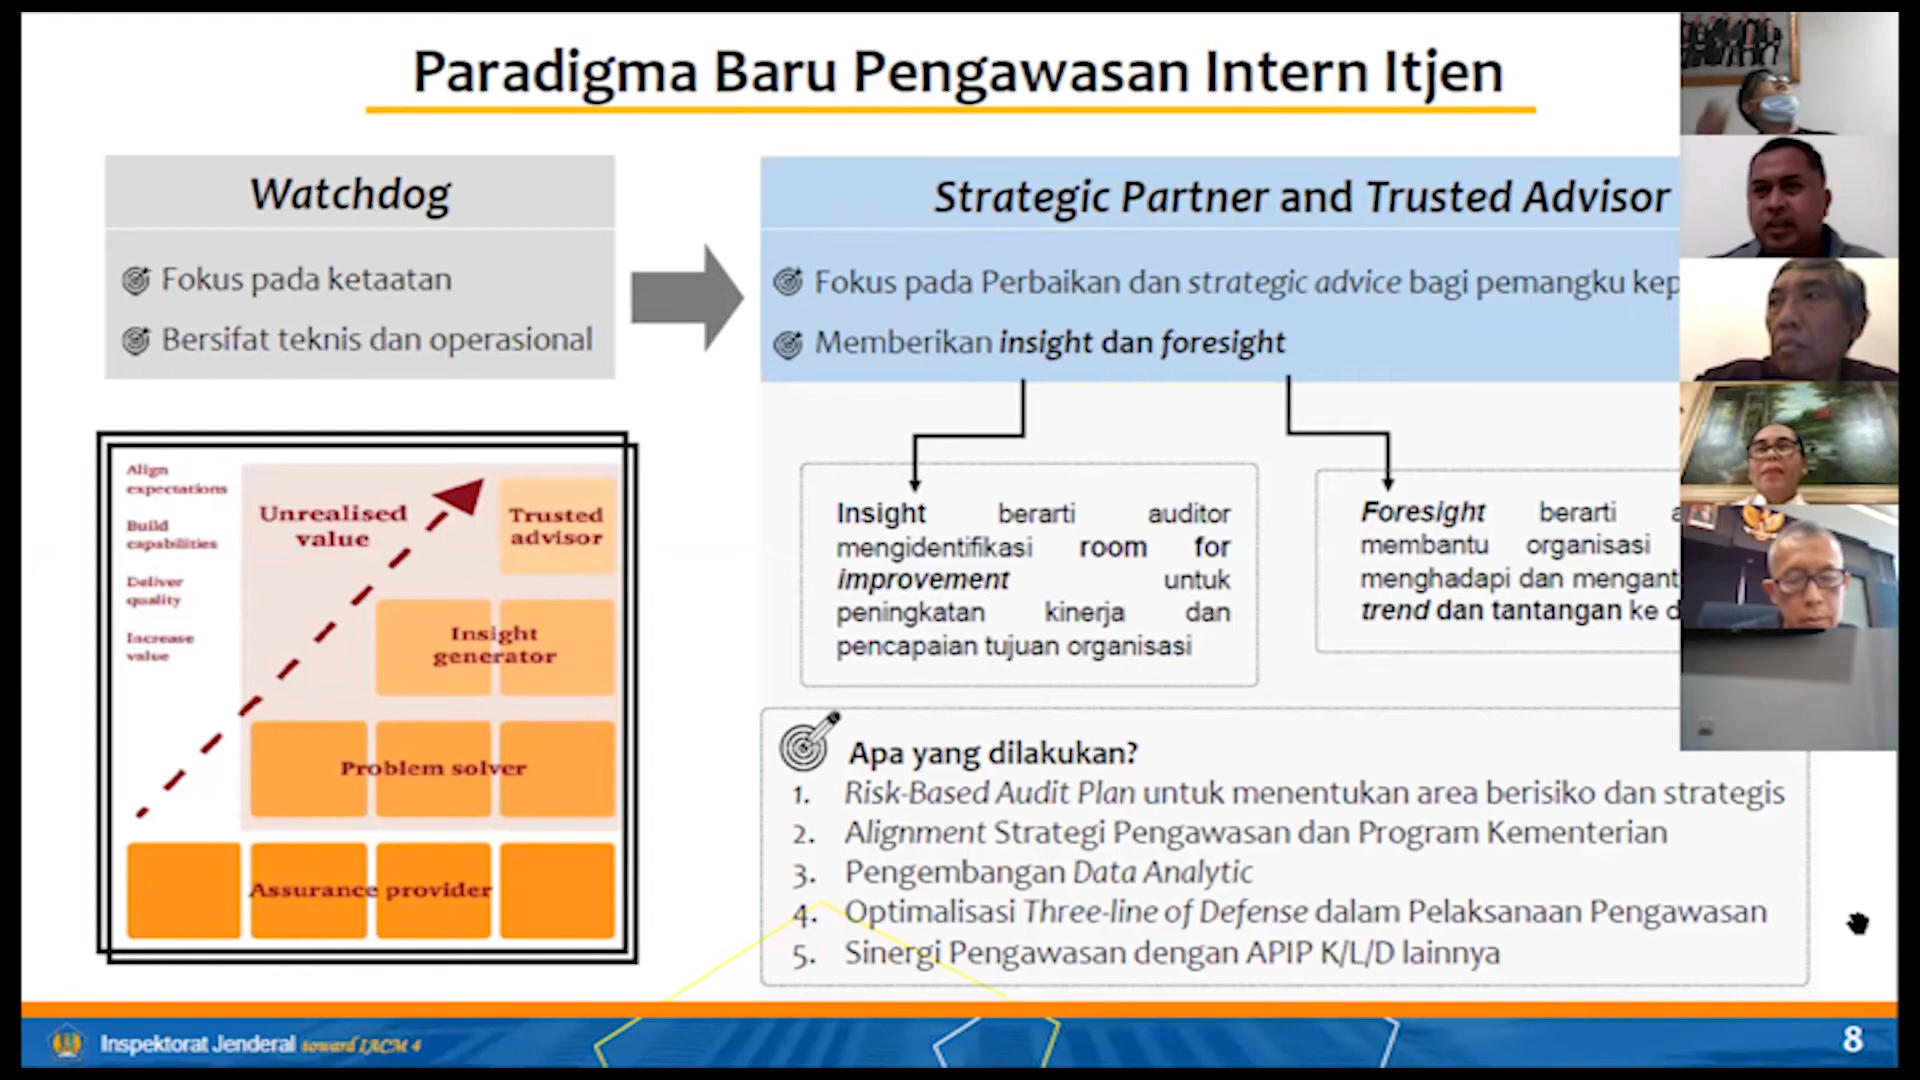 Paradigma Baru Pengawasan Intern Itjen
Watchdog
Fokus pada ketaatan
Bersifat teknis dan operasional
Strategic Partner and Trusted Advisor
Fokus pada Perbaikan dan strategic advice bagi pemangku kep
Memberikan insight dan foresight
Align
expectations
Build
capabilities
Deliver
quality
Increase
value
Unrealised
value
Trusted
advisor
Insight
generator
Problem solver
Assurance provider
Insight berarti auditor
mengidentifikasi room for
improvement untuk
peningkatan kinerja dan
pencapaian tujuan organisasi
Foresight berarti a
membantu organisasi
menghadapi dan mengant
trend dan tantangan ke d
Apa yang dilakukan?
1. Risk-Based Audit Plan untuk menentukan area berisiko dan strategis
2. Alignment Strategi Pengawasan dan Program Kementerian
3. Pengembangan Data Analytic
4. Optimalisasi Three-line of Defense dalam Pelaksanaan Pengawasan
5. Sinergi Pengawasan dengan APIP K/L/D lainnya
Inspektorat Jenderal toward IACM 4
8